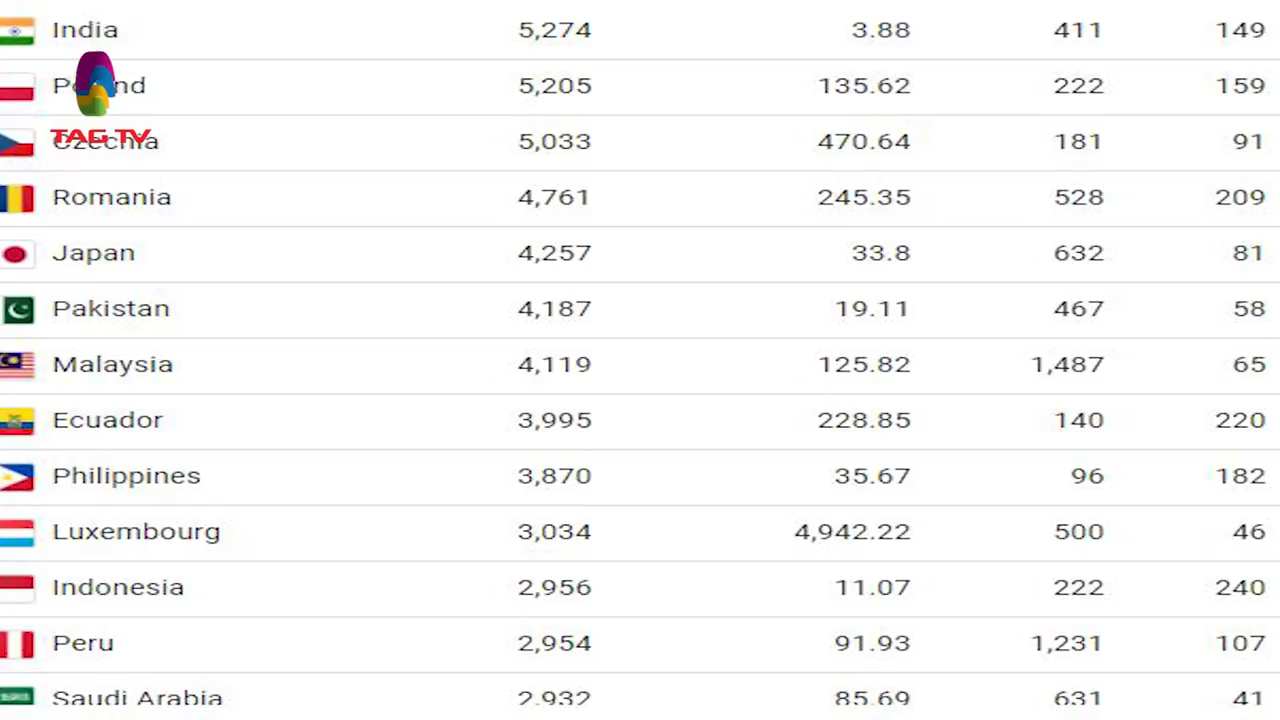 India 5,274 3.88 411 149
Poland 5,205 135.62 222 159
TAG TV
Czechia 5,033 470.64 181 91
Romania 4,761 245.35 528 209
Japan 4,257 33.8 632 81
Pakistan 4,187 19.11 467 58
Malaysia 4,119 125.82 1,487 65
Ecuador 3,995 228.85 140 220
Philippines 3,870 35.67 96 182
Luxembourg 3,034 4,942.22 500 46
Indonesia 2,956 11.07 222 240
Peru 2,954 91.93 1,231 107
Saudi Arabia 2,932 85.69 631 41